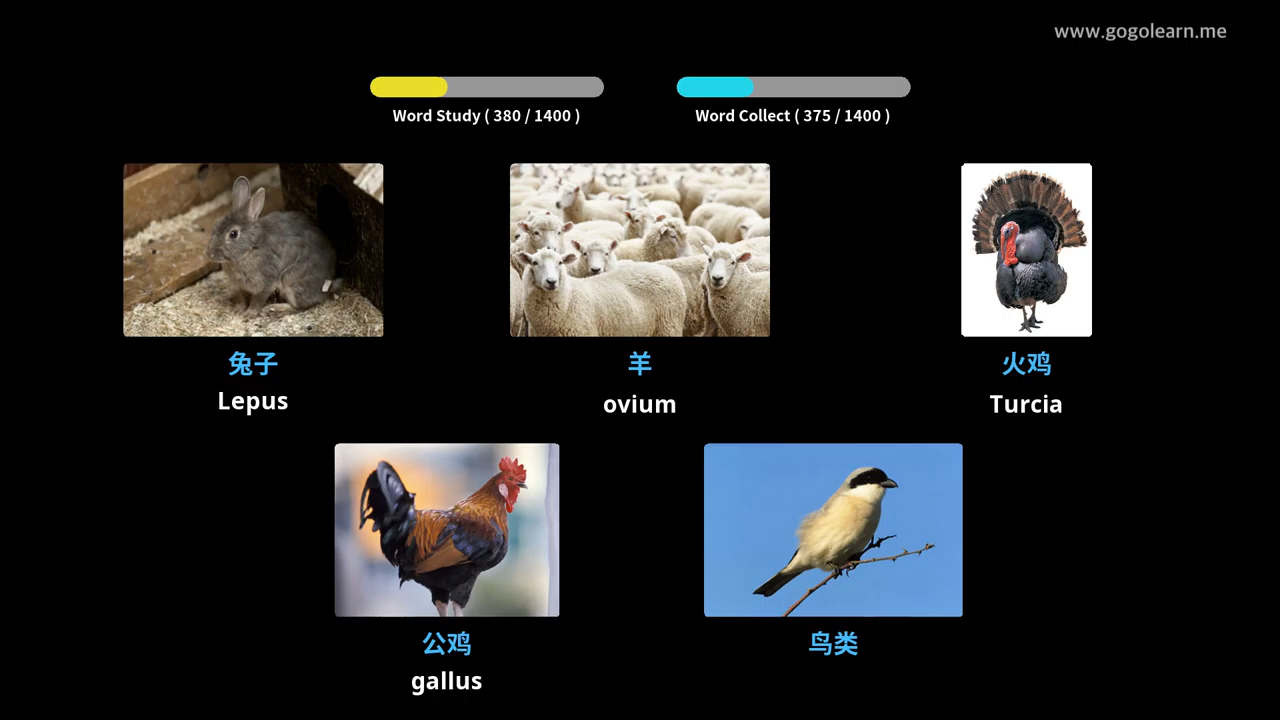 www.gogolearn.me
Word Study ( 380 / 1400 )
Word Collect ( 375 / 1400 )
兔子
Lepus
羊
ovium
火鸡
Turcia
公鸡
gallus
鸟类